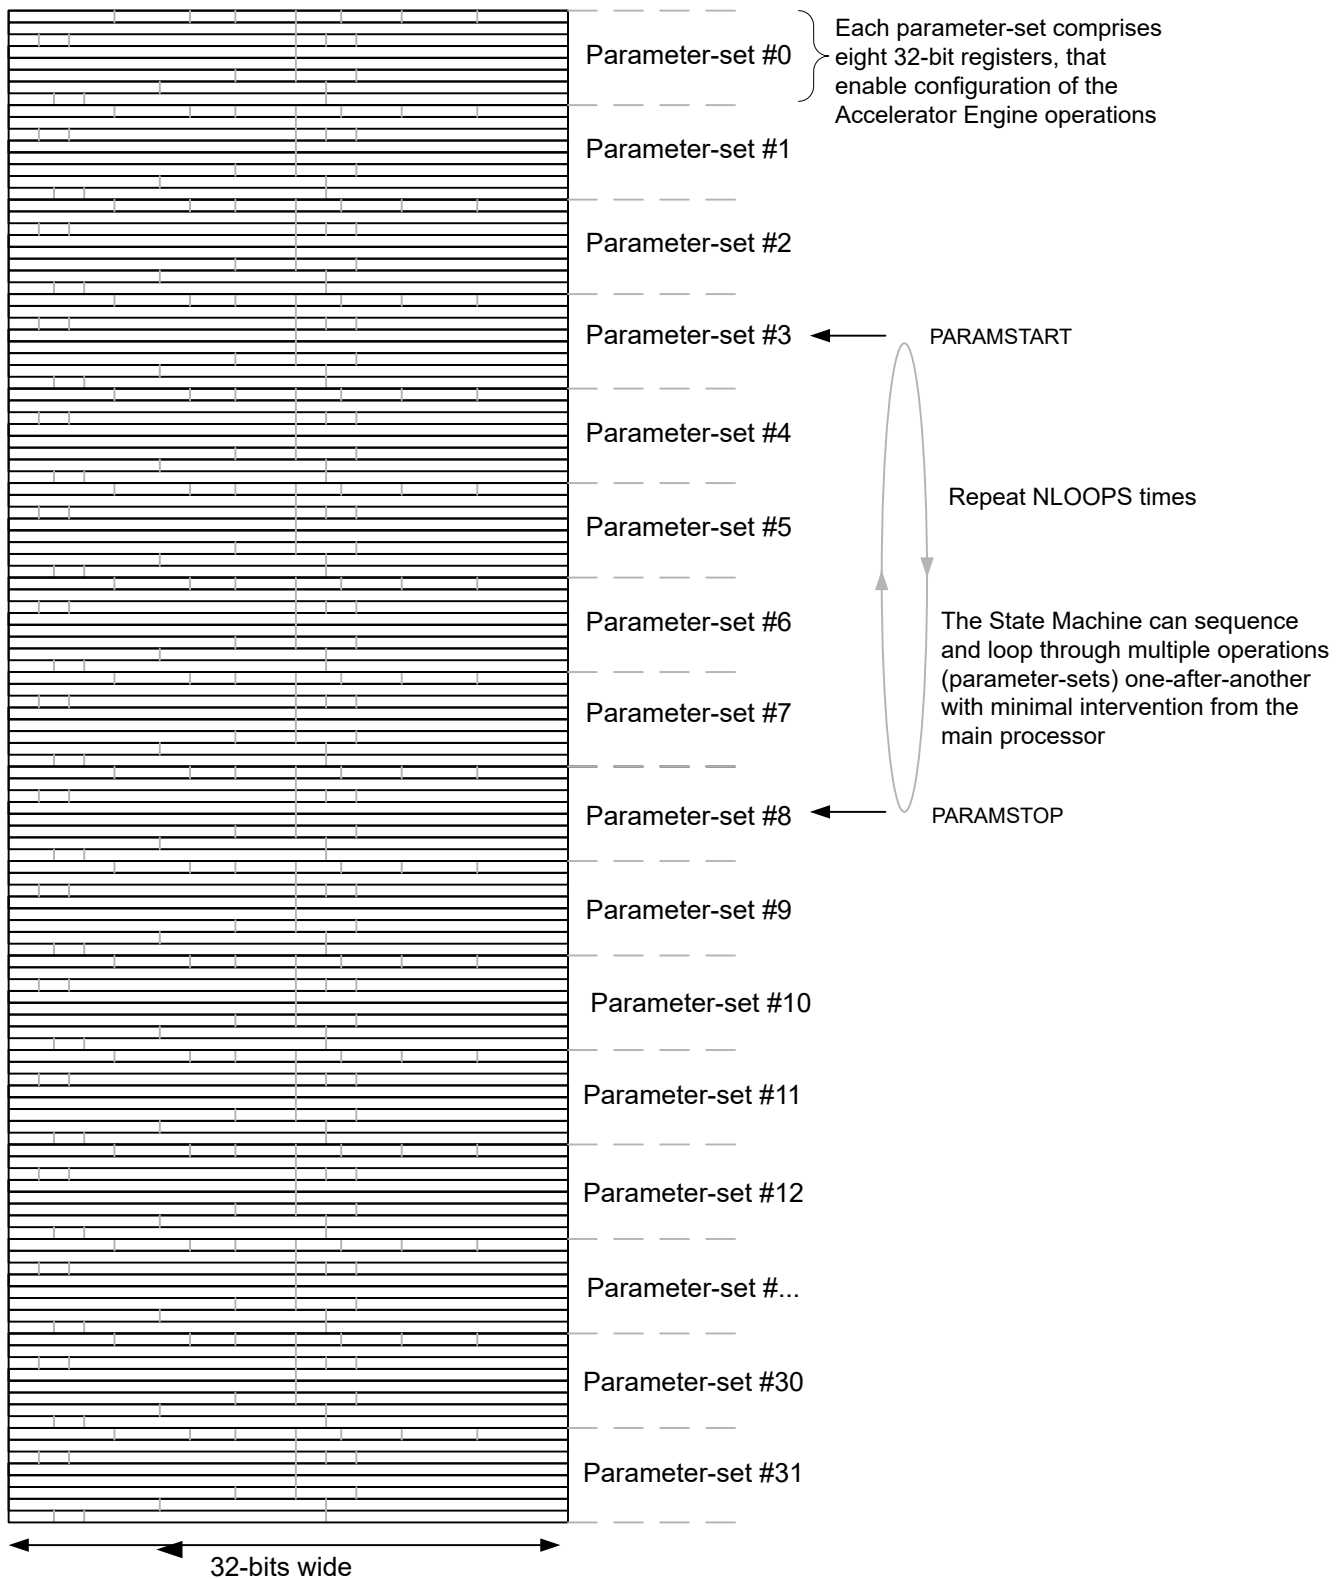 Parameter-set #0
Each parameter-set comprises
eight 32-bit registers, that
enable configuration of the
Accelerator Engine operations
Parameter-set #1
Parameter-set #2
Parameter-set #3
PARAMSTART
Parameter-set #4
Repeat NLOOPS times
Parameter-set #5
Parameter-set #6
The State Machine can sequence
and loop through multiple operations
(parameter-sets) one-after-another
with minimal intervention from the
main processor
Parameter-set #7
Parameter-set #8
PARAMSTOP
Parameter-set #9
Parameter-set #10
Parameter-set #11
Parameter-set #12
Parameter-set #...
Parameter-set #30
Parameter-set #31
32-bits wide